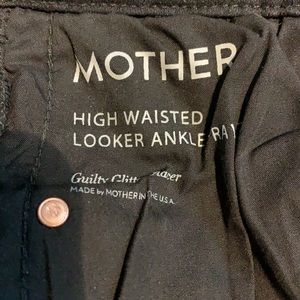 MOTHER
HIGH WAISTED
LOOKER ANKLE
Guilty
MADE by MOTHER IN THE U.S.A.